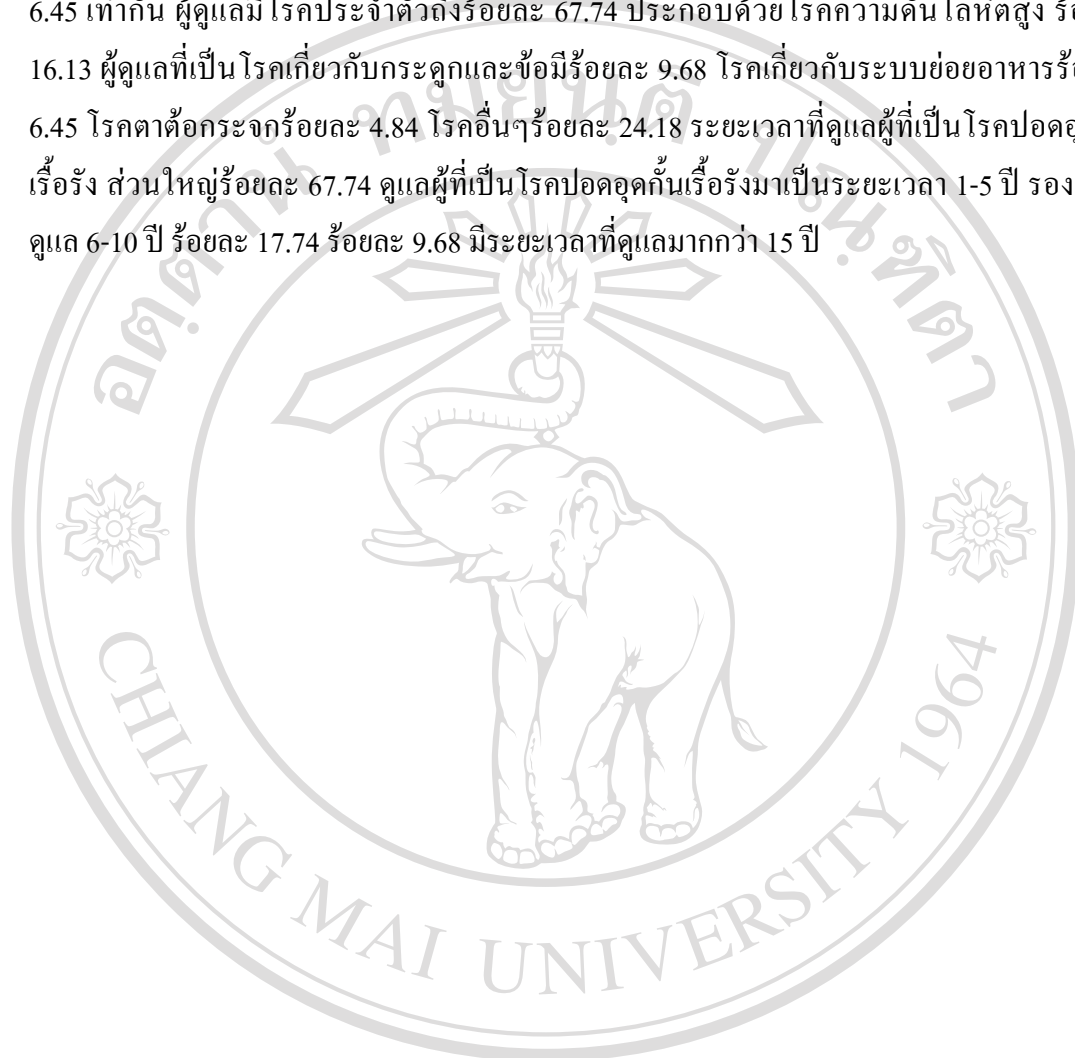 6.45 เท่ากัน ผู้ดูแลมีโรคประจำตัวถึงร้อยละ 67.74 ประกอบด้วยโรคความดันโลหิตสูง
16.13 ผู้ดูแลที่เป็นโรคเกี่ยวกับกระดูกและข้อมีร้อยละ 9.68 โรคเกี่ยวกับระบบย่อยอาหาร
6.45 โรคตาต้อกระจกร้อยละ 4.84 โรคอื่นๆร้อยละ 24.18 ระยะเวลาที่ดูแลผู้ที่เป็นโรคปอด
เรื้อรัง ส่วนใหญ่ร้อยละ 67.74 ดูแลผู้ที่เป็นโรคปอดอุดกั้นเรื้อรังมาเป็นระยะเวลา 1-5 ปี รอง
ดูแล 6-10 ปี ร้อยละ 17.74 ร้อยละ 9.68 มีระยะเวลาที่ดูแลมากกว่า 15 ปี
CHIANG MAI UNIVERSITY 1964